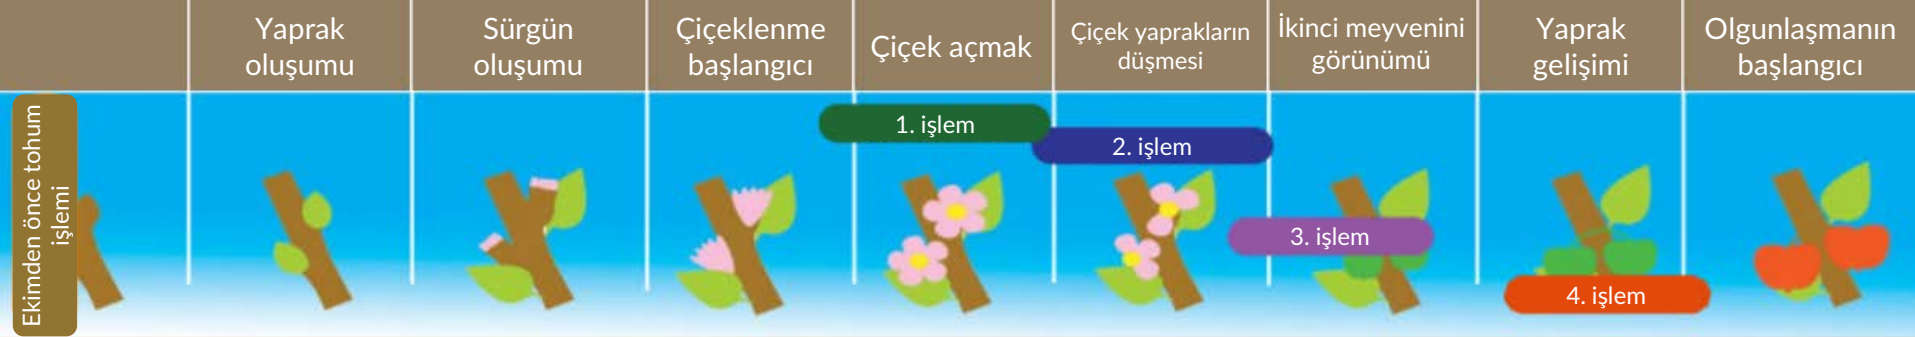 Yaprak
oluşumu
Sürgün
oluşumu
Çiçeklenme
başlangıcı
Çiçek açmak
Çiçek yaprakların
düşmesi
İkinci meyvenini
görünümü
Yaprak
gelişimi
Olgunlaşmanın
başlangıcı
Ekimden önce tohum
işlemi
1. işlem
2. işlem
3. işlem
4. işlem